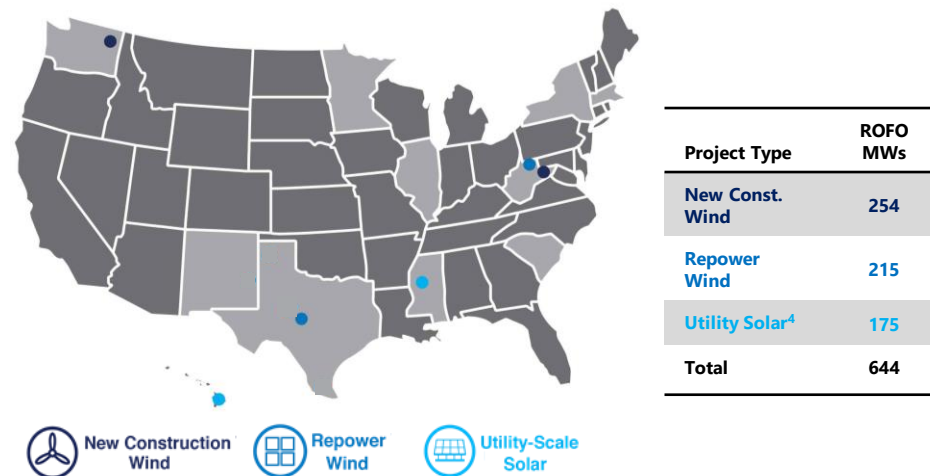 Project Type
ROFO
MWs
New Const.
Wind
254
Repower
Wind
215
Utility Solar4
175
Total
644
New Construction
Wind
Repower
Wind
Utility-Scale
Solar